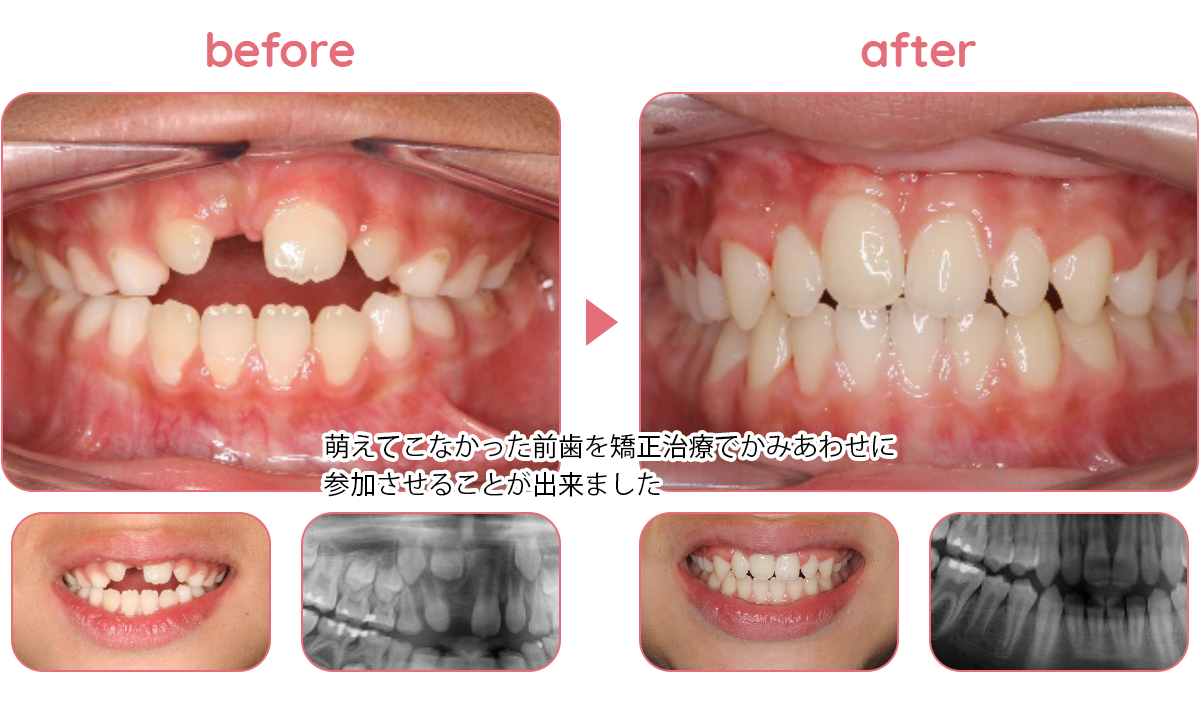 before
after
萌えてこなかった前歯を矯正治療でかみあわせに
参加させることが出来ました